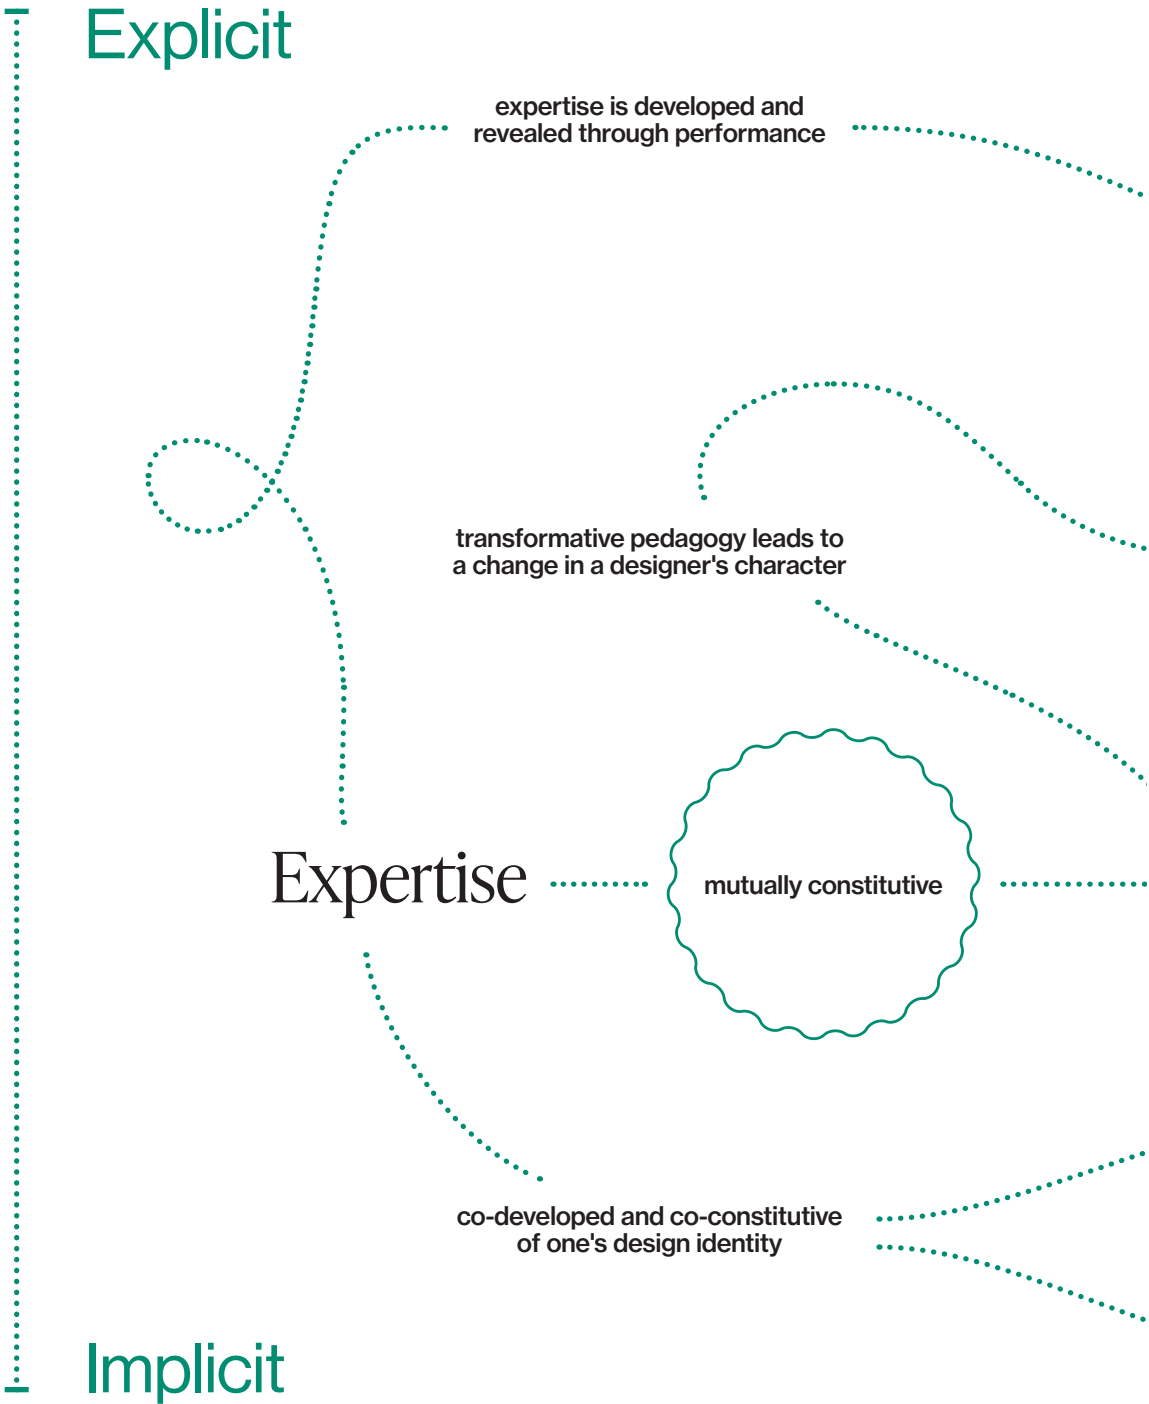 Explicit
expertise is developed and
revealed through performance
transformative pedagogy leads to
a change in a designer's character
Expertise
mutually constitutive
co-developed and co-constitutive
of one's design identity
Implicit